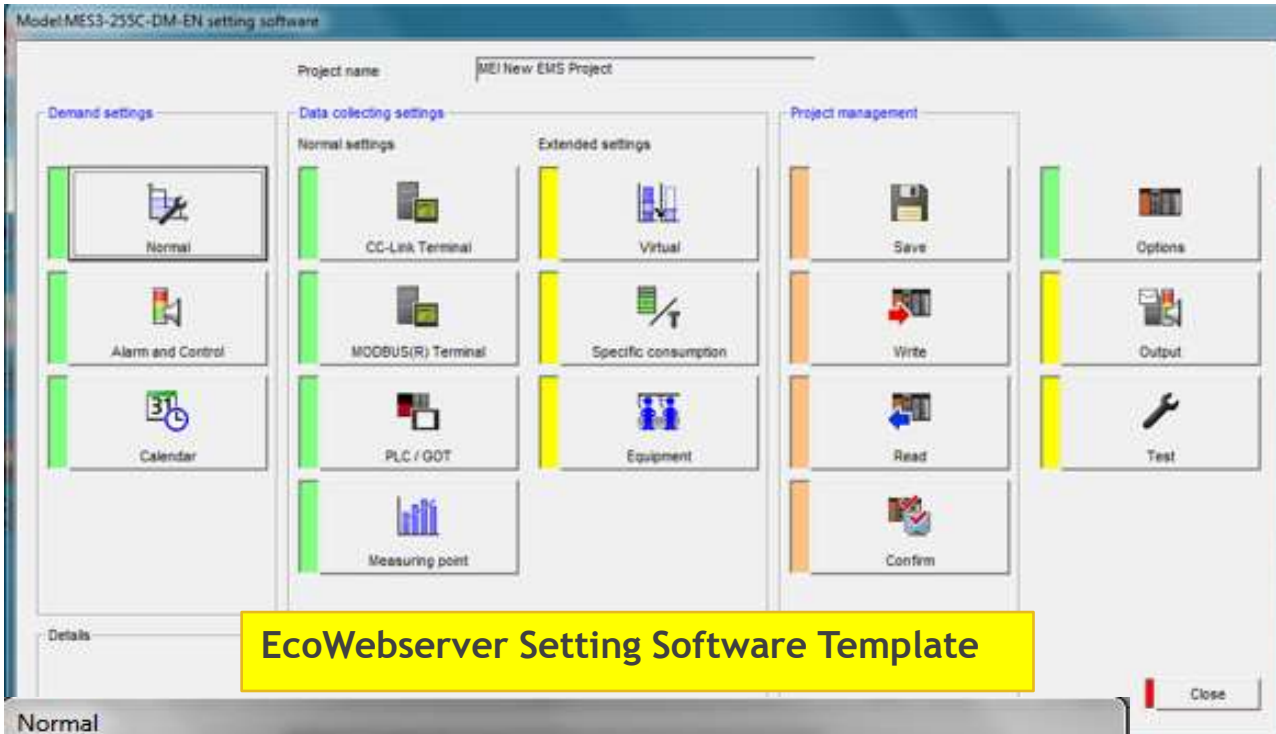 Model:MES3-255C-DM-EN setting software
Project name
MEI New EMS Project
Demand settings
Data collecting settings
Project management
Normal settings
Extended settings
Normal
CC-Link Terminal
Virtual
Save
Options
Alarm and Control
MODBUS(R) Terminal
Specific consumption
Write
Output
31
T
Calendar
PLC / GOT
Equipment
Read
Test
Measuring point
Confirm
Details
EcoWebserver Setting Software Template
Close
Normal